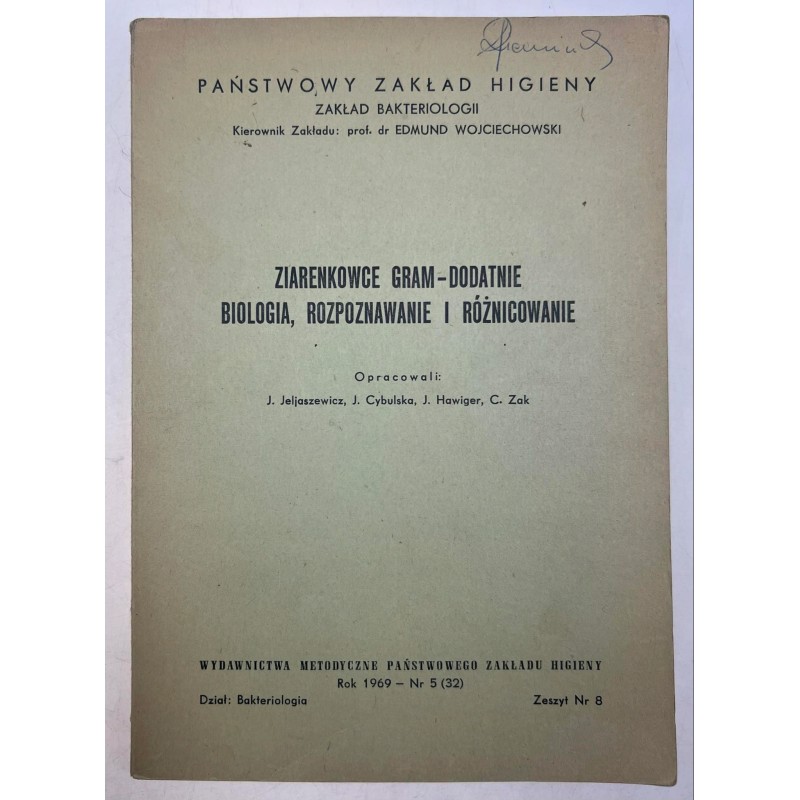 PAŃSTWOWY ZAKŁAD HIGIENY
ZAKŁAD BAKTERIOLOGII
Kierownik Zakładu: prof. dr EDMUND WOJCIECHOWSKI
ZIARENKOWCE GRAM-DODATNIE
BIOLOGIA, ROZPOZNAWANIE I RÓŻNICOWANIE
Opracowali:
J. Jeljaszewicz, J. Cybulska, J. Hawiger, C. Zak
WYDAWNICTWA METODYCZNE PAŃSTWOWEGO ZAKŁADU HIGIENY
Rok 1969 – Nr 5 (32)
Dział: Bakteriologia Zeszyt Nr 8